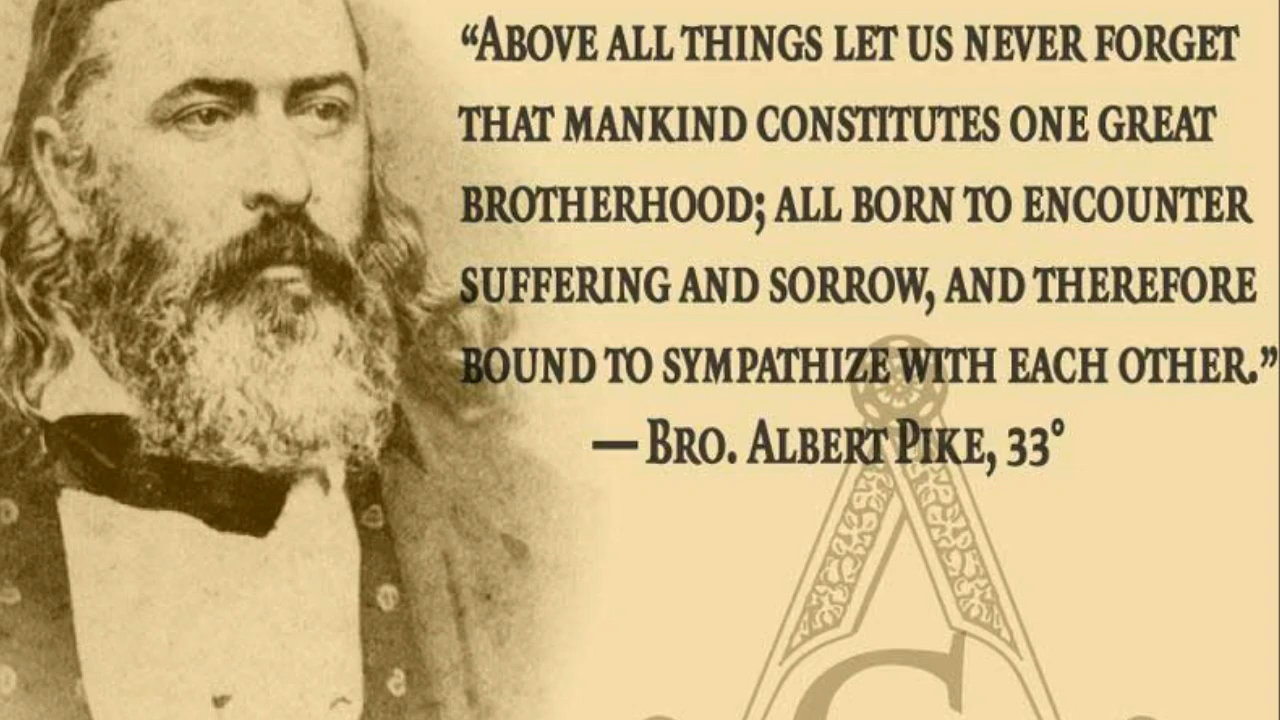 “ABOVE ALL THINGS LET US NEVER FORGET
THAT MANKIND CONSTITUTES ONE GREAT
BROTHERHOOD; ALL BORN TO ENCOUNTER
SUFFERING AND SORROW, AND THEREFORE
BOUND TO SYMPATHIZE WITH EACH OTHER.”
— BRO. ALBERT PIKE, 33°
G